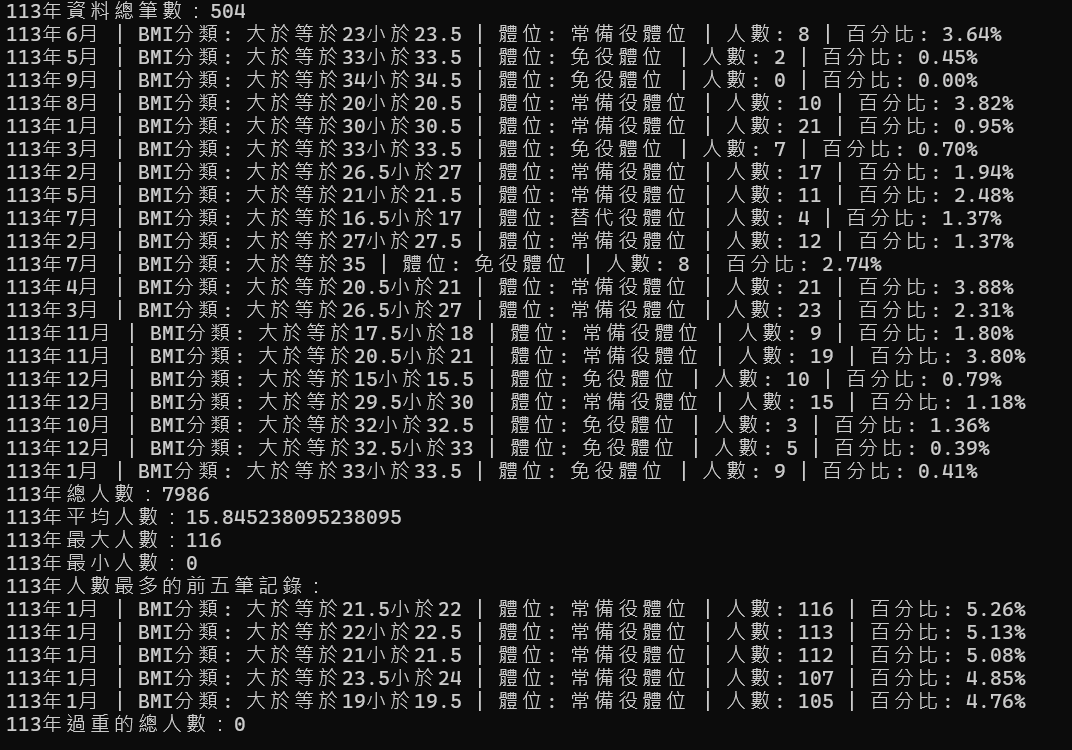 113年資料總筆數：504
113年6月 | BMI分類: 大於等於23小於23.5 | 體位: 常備役體位 | 人數: 8 | 百分比: 3.64%
113年5月 | BMI分類: 大於等於33小於33.5 | 體位: 免役體位 | 人數: 2 | 百分比: 0.45%
113年9月 | BMI分類: 大於等於34小於34.5 | 體位: 免役體位 | 人數: 0 | 百分比: 0.00%
113年8月 | BMI分類: 大於等於20小於20.5 | 體位: 常備役體位 | 人數: 10 | 百分比: 3.82%
113年1月 | BMI分類: 大於等於30小於30.5 | 體位: 常備役體位 | 人數: 21 | 百分比: 0.95%
113年3月 | BMI分類: 大於等於33小於33.5 | 體位: 免役體位 | 人數: 7 | 百分比: 0.70%
113年2月 | BMI分類: 大於等於26.5小於27 | 體位: 常備役體位 | 人數: 17 | 百分比: 1.94%
113年5月 | BMI分類: 大於等於21小於21.5 | 體位: 常備役體位 | 人數: 11 | 百分比: 2.48%
113年7月 | BMI分類: 大於等於16.5小於17 | 體位: 替代役體位 | 人數: 4 | 百分比: 1.37%
113年2月 | BMI分類: 大於等於27小於27.5 | 體位: 常備役體位 | 人數: 12 | 百分比: 1.37%
113年7月 | BMI分類: 大於等於35 | 體位: 免役體位 | 人數: 8 | 百分比: 2.74%
113年4月 | BMI分類: 大於等於20.5小於21 | 體位: 常備役體位 | 人數: 21 | 百分比: 3.88%
113年3月 | BMI分類: 大於等於26.5小於27 | 體位: 常備役體位 | 人數: 23 | 百分比: 2.31%
113年11月 | BMI分類: 大於等於17.5小於18 | 體位: 常備役體位 | 人數: 9 | 百分比: 1.80%
113年11月 | BMI分類: 大於等於20.5小於21 | 體位: 常備役體位 | 人數: 19 | 百分比: 3.80%
113年12月 | BMI分類: 大於等於15小於15.5 | 體位: 免役體位 | 人數: 10 | 百分比: 0.79%
113年12月 | BMI分類: 大於等於29.5小於30 | 體位: 常備役體位 | 人數: 15 | 百分比: 1.18%
113年10月 | BMI分類: 大於等於32小於32.5 | 體位: 免役體位 | 人數: 3 | 百分比: 1.36%
113年12月 | BMI分類: 大於等於32.5小於33 | 體位: 免役體位 | 人數: 5 | 百分比: 0.39%
113年1月 | BMI分類: 大於等於33小於33.5 | 體位: 免役體位 | 人數: 9 | 百分比: 0.41%
113年總人數：7986
113年平均人數：15.845238095238095
113年最大人數：116
113年最小人數：0
113年人數最多的前五筆記錄：
113年1月 | BMI分類: 大於等於21.5小於22 | 體位: 常備役體位 | 人數: 116 | 百分比: 5.26%
113年1月 | BMI分類: 大於等於22小於22.5 | 體位: 常備役體位 | 人數: 113 | 百分比: 5.13%
113年1月 | BMI分類: 大於等於21小於21.5 | 體位: 常備役體位 | 人數: 112 | 百分比: 5.08%
113年1月 | BMI分類: 大於等於23.5小於24 | 體位: 常備役體位 | 人數: 107 | 百分比: 4.85%
113年1月 | BMI分類: 大於等於19小於19.5 | 體位: 常備役體位 | 人數: 105 | 百分比: 4.76%
113年過重的總人數：0